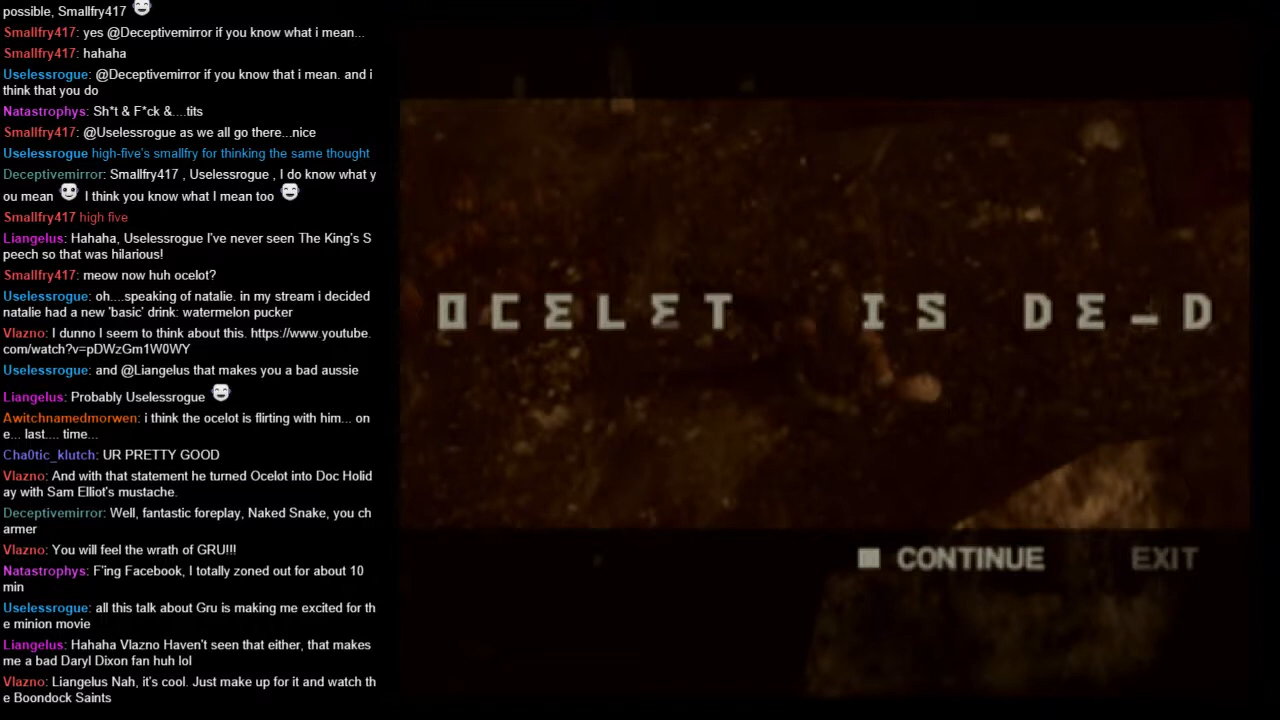 possible, Smallfry417
Smallfry417: yes @Deceptivemirror if you know what i mean...
Smallfry417: hahaha
Uselessrogue: @Deceptivemirror if you know that i mean. and i
think that you do
Natastrophys: Sh*t & F*ck &....tits
Smallfry417: @Uselessrogue as we all go there...nice
Uselessrogue high-five's smallfry for thinking the same thought
Deceptivemirror: Smallfry417 , Uselessrogue , I do know what y
ou mean I think you know what I mean too
Smallfry417 high five
Liangelus: Hahaha, Uselessrogue I've never seen The King's S
peech so that was hilarious!
Smallfry417: meow now huh ocelot?
Uselessrogue: oh....speaking of natalie. in my stream i decided
natalie had a new 'basic' drink: watermelon pucker
Vlazno: I dunno I seem to think about this. https://www.youtube.
com/watch?v=pDWzGm1W0WY
Uselessrogue: and @Liangelus that makes you a bad aussie
Liangelus: Probably Uselessrogue
Awitchnamedmorwen: i think the ocelot is flirting with him... on
e... last.... time...
Cha0tic_klutch: UR PRETTY GOOD
Vlazno: And with that statement he turned Ocelot into Doc Holid
ay with Sam Elliot's mustache.
Deceptivemirror: Well, fantastic foreplay, Naked Snake, you ch
armer
Vlazno: You will feel the wrath of GRU!!!
Natastrophys: F'ing Facebook, I totally zoned out for about 10
min
Uselessrogue: all this talk about Gru is making me excited for th
e minion movie
Liangelus: Hahaha Vlazno Haven't seen that either, that makes
me a bad Daryl Dixon fan huh lol
Vlazno: Liangelus Nah, it's cool. Just make up for it and watch th
e Boondock Saints
OCELET IS DE-D
CONTINUE EXIT